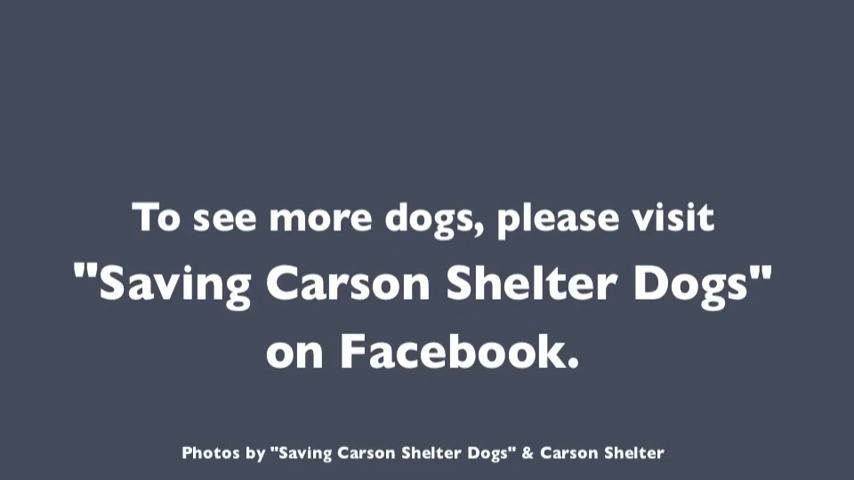 To see more dogs, please visit
"Saving Carson Shelter Dogs"
on Facebook.
Photos by "Saving Carson Shelter Dogs" & Carson Shelter